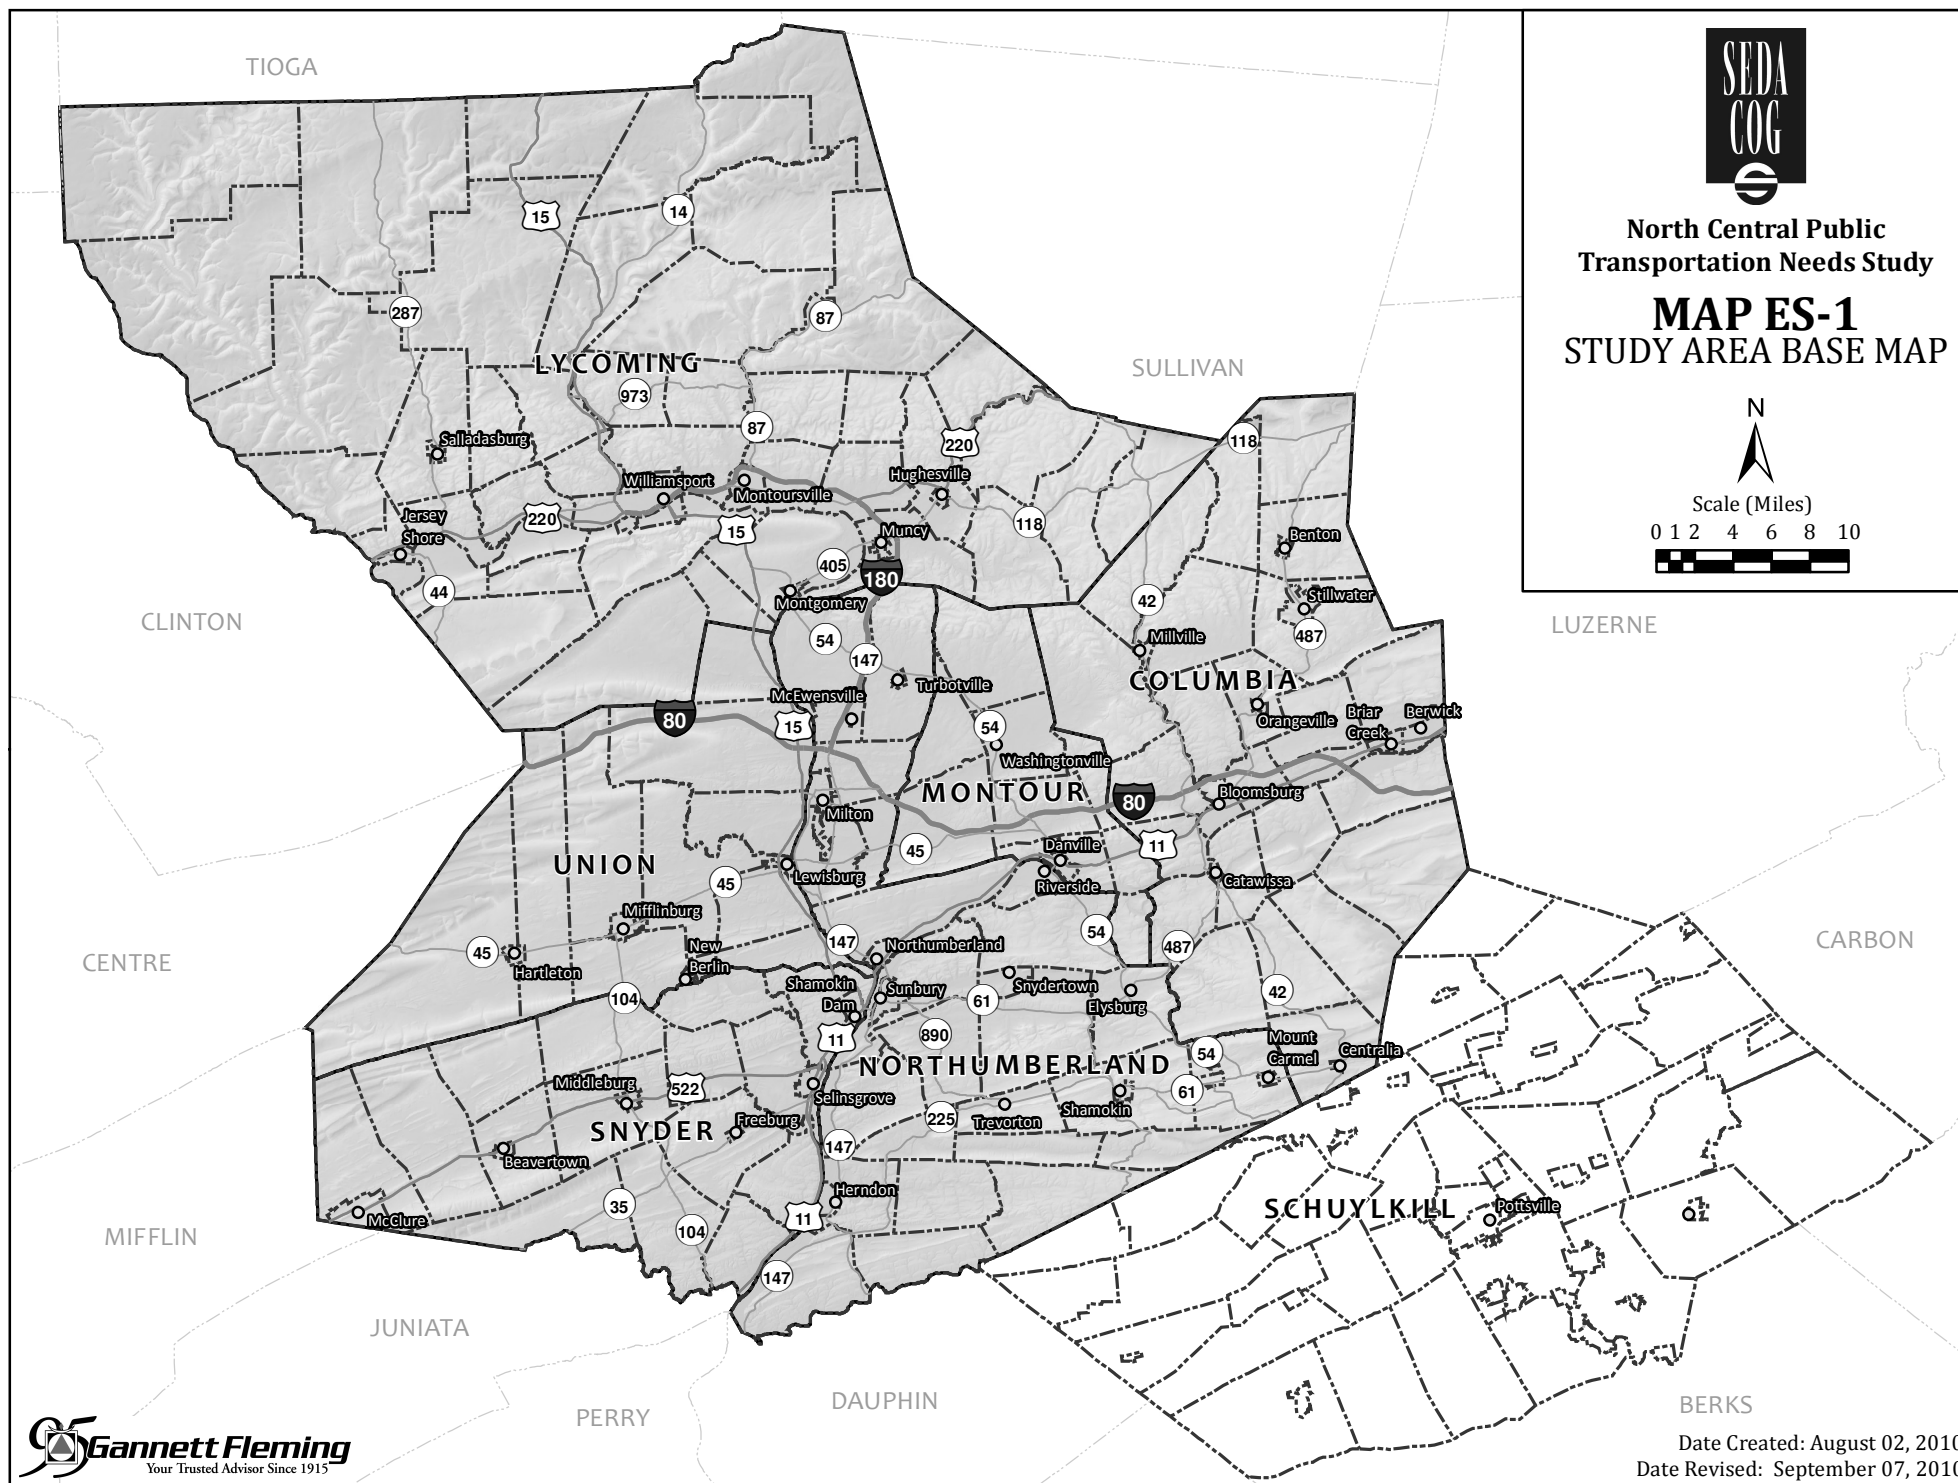 TIOGA
SEDA
COG
North Central Public
Transportation Needs Study
MAP ES-1
STUDY AREA BASE MAP
N
Scale (Miles)
0 1 2 4 6 8 10
15
14
287
87
LYCOMING
973
SULLIVAN
87
220
118
Salladasburg
Williamsport
Montoursville
Hughesville
Jersey
Shore
220
15
118
Muncy
Benton
405
180
44
Montgomery
42
Stillwater
CLINTON
54
487
LUZERNE
147
Millville
Turbotville
COLUMBIA
McEwensville
80
15
54
Orangeville
Briar
Creek
Berwick
Washingtonville
MONTOUR
80
Bloomsburg
Milton
45
Danville
11
UNION
Lewisburg
Riverside
Catawissa
45
Mifflinburg
54
147
Northumberland
487
CARBON
45
New
Berlin
CENTRE
Hartleton
Shamokin
Dam
Sunbury
Snydertown
104
61
Elysburg
42
11
890
Mount
Carmel
Centralia
54
NORTHUMBERLAND
Middleburg
522
Selinsgrove
61
Shamokin
225
Trevorton
SNYDER
Freeburg
147
Beavertown
Herndon
35
SCHUYLKILL
Pottsville
McClure
11
104
MIFFLIN
147
JUNIATA
DAUPHIN
PERRY
BERKS
95 Gannett Fleming
Your Trusted Advisor Since 1915
Date Created: August 02, 2010
Date Revised: September 07, 2010